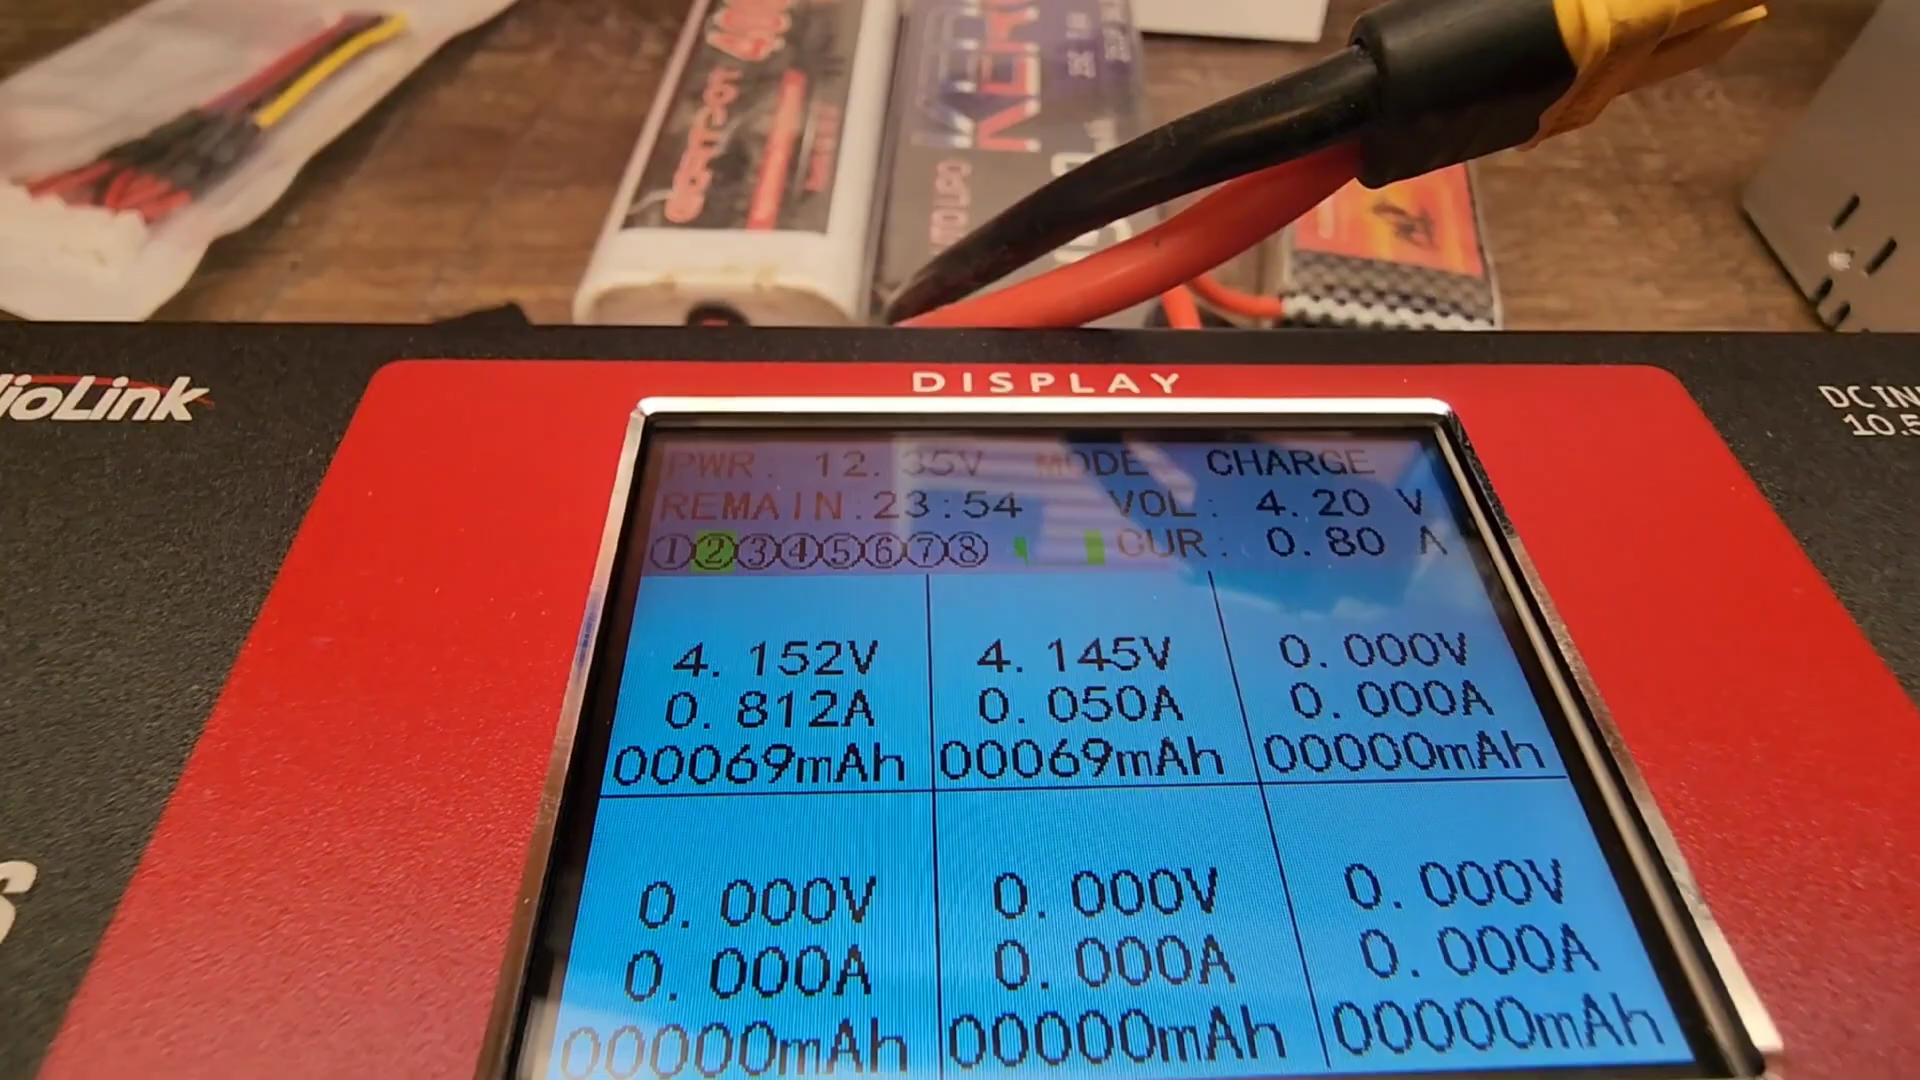 DISPLAY
DC IN
10.5
PWR: 12.35V MODE: CHARGE
REMAIN:23:54 VOL: 4.20 V
①②③④⑤⑥⑦⑧ CUR: 0.80 A
4.152V 4.145V 0.000V
0.812A 0.050A 0.000A
00069mAh 00069mAh 00000mAh
0.000V 0.000V 0.000V
0.000A 0.000A 0.000A
00000mAh 00000mAh 00000mAh